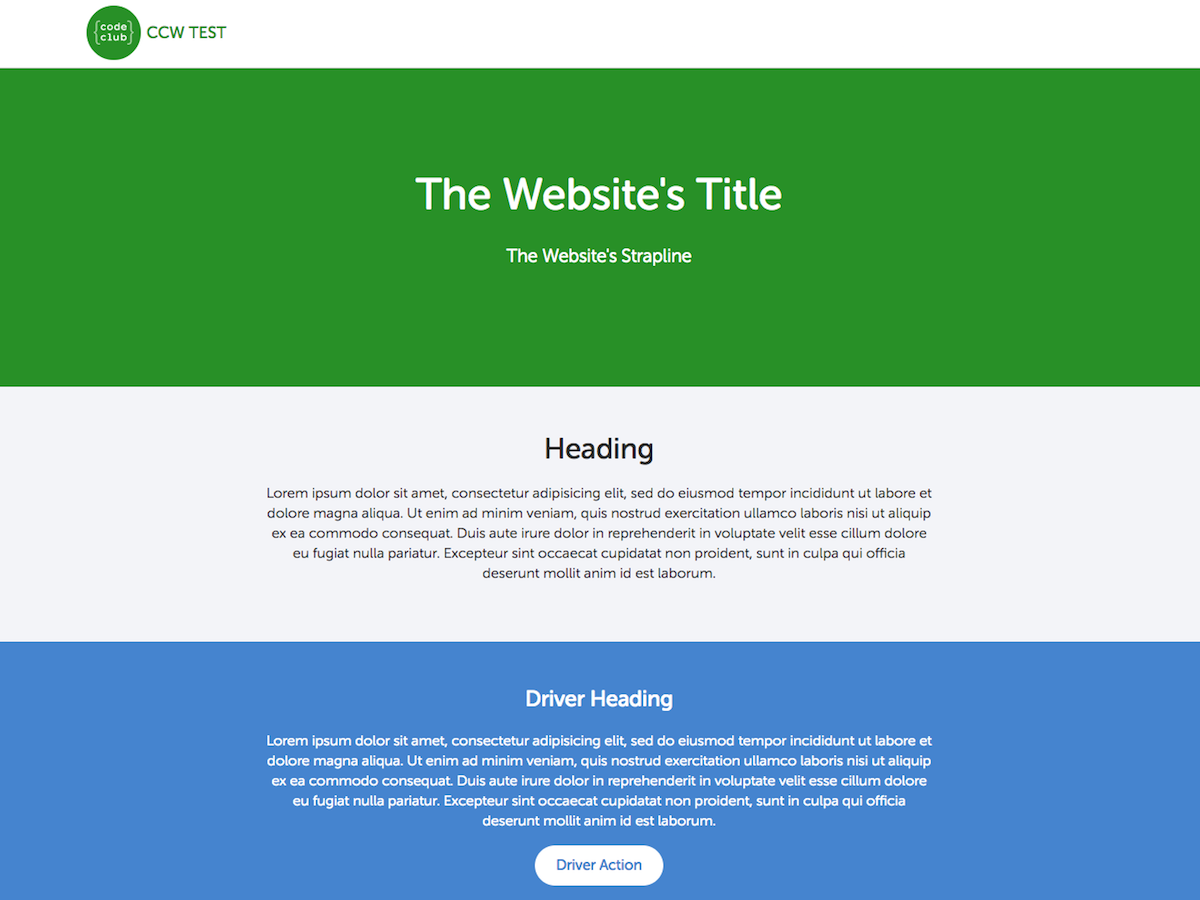 {code
club}
CCW TEST
The Website's Title
The Website's Strapline
Heading
Lorem ipsum dolor sit amet, consectetur adipisicing elit, sed do eiusmod tempor incididunt ut labore et
dolore magna aliqua. Ut enim ad minim veniam, quis nostrud exercitation ullamco laboris nisi ut aliquip
ex ea commodo consequat. Duis aute irure dolor in reprehenderit in voluptate velit esse cillum dolore
eu fugiat nulla pariatur. Excepteur sint occaecat cupidatat non proident, sunt in culpa qui officia
deserunt mollit anim id est laborum.
Driver Heading
Lorem ipsum dolor sit amet, consectetur adipisicing elit, sed do eiusmod tempor incididunt ut labore et
dolore magna aliqua. Ut enim ad minim veniam, quis nostrud exercitation ullamco laboris nisi ut aliquip
ex ea commodo consequat. Duis aute irure dolor in reprehenderit in voluptate velit esse cillum dolore
eu fugiat nulla pariatur. Excepteur sint occaecat cupidatat non proident, sunt in culpa qui officia
deserunt mollit anim id est laborum.
Driver Action